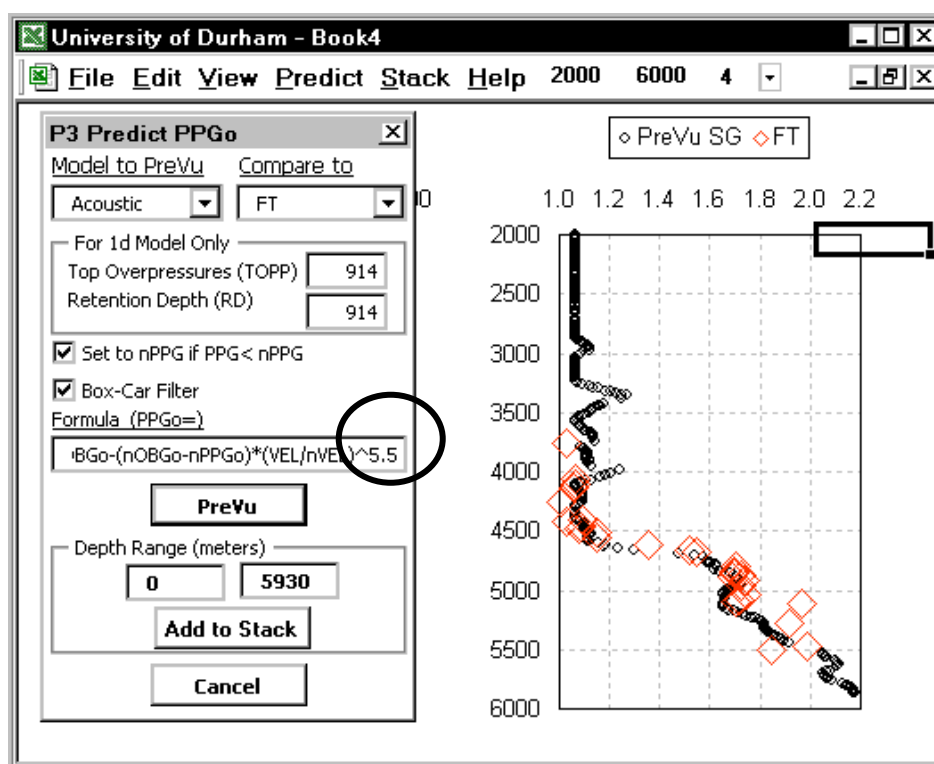 University of Durham - Book4
File Edit View Predict Stack Help 2000 6000 4
P3 Predict PPGo
Model to PreVu Compare to
Acoustic FT
For 1d Model Only
Top Overpressures (TOPP) 914
Retention Depth (RD) 914
Set to nPPG if PPG< nPPG
Box-Car Filter
Formula (PPGo=)
BGo-(nOBGo-nPPGo)*(VEL/nVEL)^5.5
PreVu
Depth Range (meters)
0 5930
Add to Stack
Cancel
PreVu SG FT
0 1.0 1.2 1.4 1.6 1.8 2.0 2.2
2000
2500
3000
3500
4000
4500
5000
5500
6000